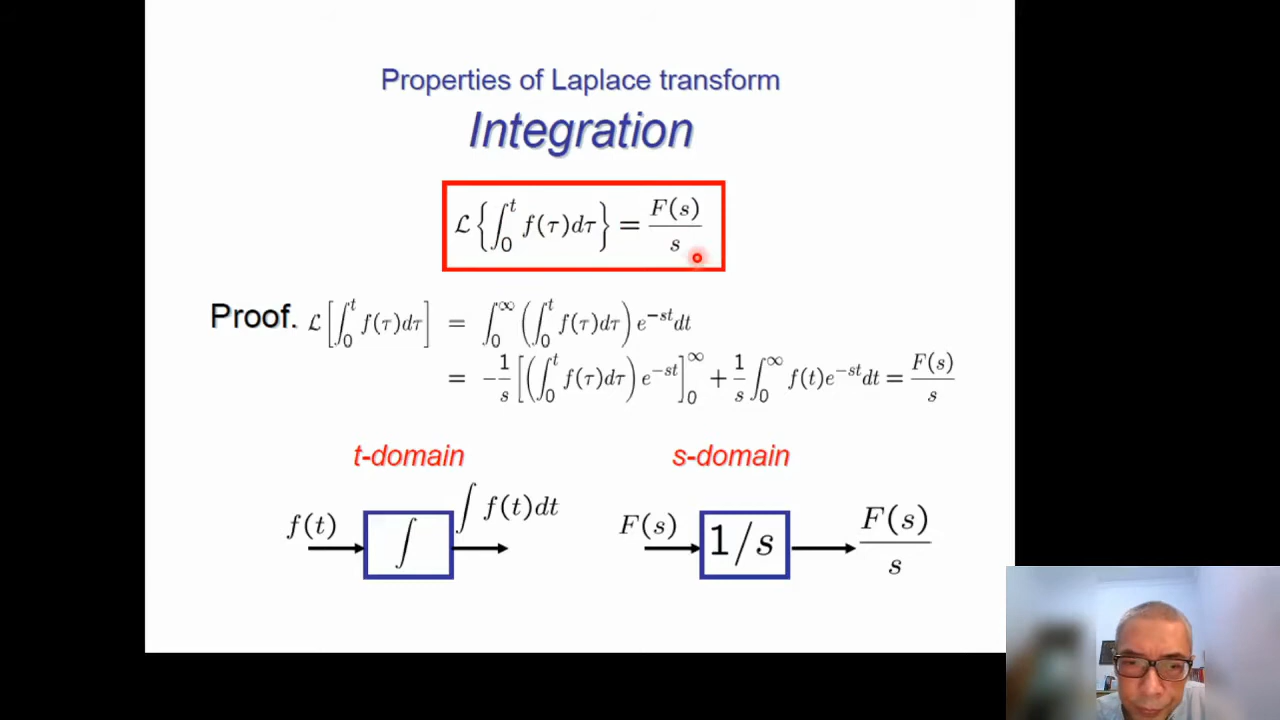 Properties of Laplace transform
Integration
ℒ{∫₀ᵗ f(τ)dτ} = F(s)/s
Proof. ℒ[∫₀ᵗ f(τ)dτ] = ∫₀^∞ (∫₀ᵗ f(τ)dτ) e^{-st}dt
= -1/s [(∫₀ᵗ f(τ)dτ) e^{-st}]₀^∞ + 1/s ∫₀^∞ f(t)e^{-st}dt = F(s)/s
t-domain s-domain
f(t) ∫ ∫ f(t)dt F(s) 1/s F(s)/s